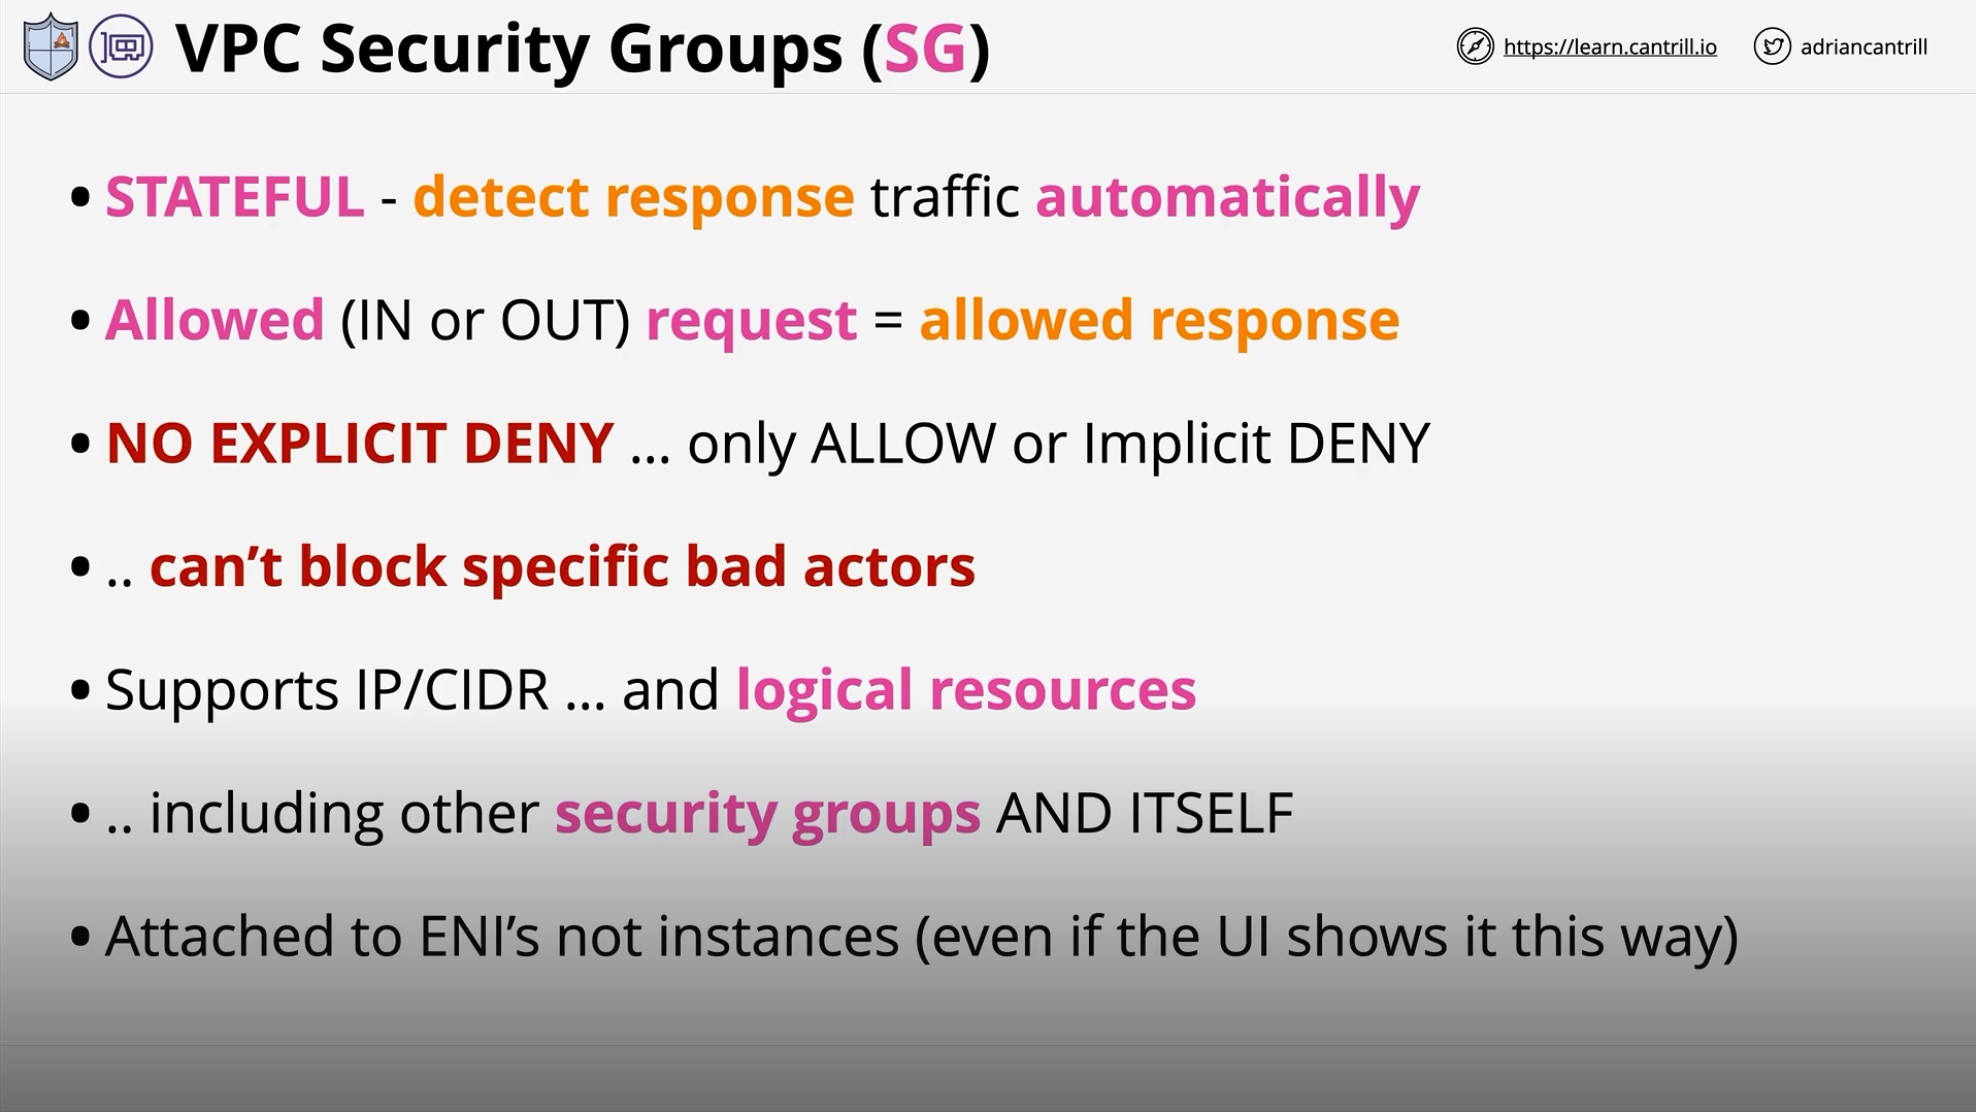 VPC Security Groups (SG)
https://learn.cantrill.io
adriancantrill
• STATEFUL - detect response traffic automatically
• Allowed (IN or OUT) request = allowed response
• NO EXPLICIT DENY ... only ALLOW or Implicit DENY
• .. can’t block specific bad actors
• Supports IP/CIDR ... and logical resources
• .. including other security groups AND ITSELF
• Attached to ENI’s not instances (even if the UI shows it this way)